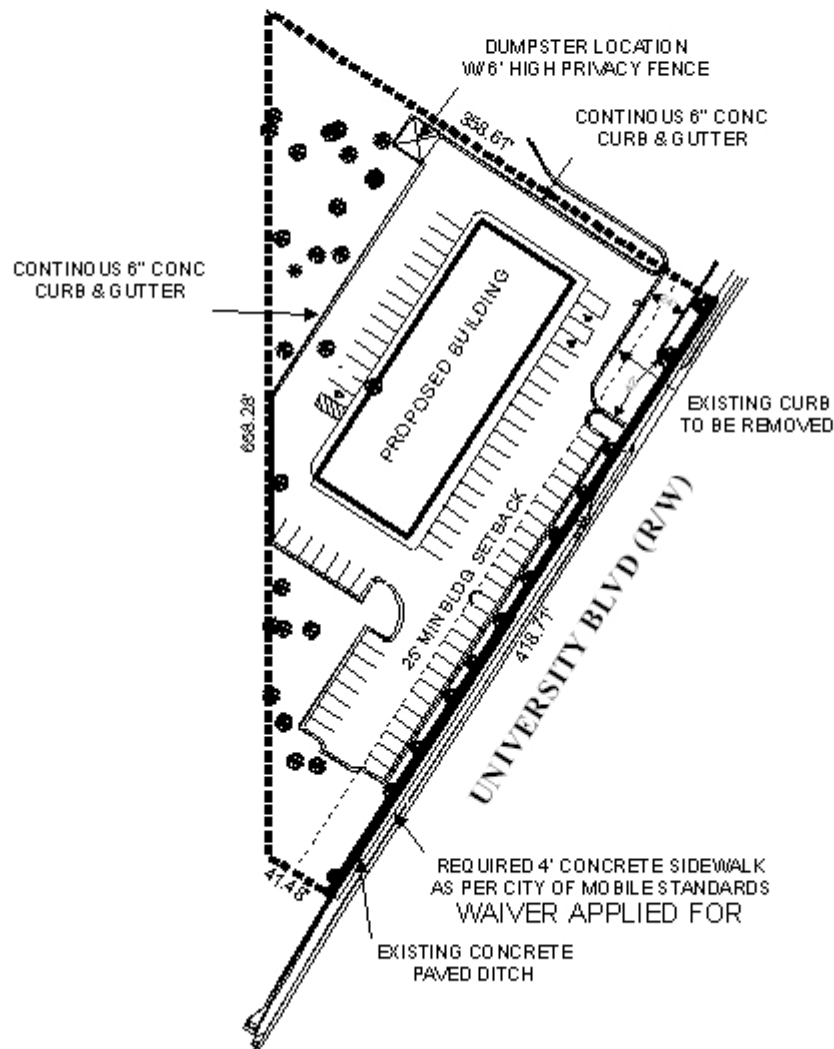 DUMPSTER LOCATION
W/6' HIGH PRIVACY FENCE
358.61'
CONTINOUS 6" CONC
CURB & GUTTER
CONTINOUS 6" CONC
CURB & GUTTER
PROPOSED BUILDING
EXISTING CURB
TO BE REMOVED
658.28'
25' MIN BLDG SETBACK
418.71'
UNIVERSITY BLVD (R/W)
41.48'
REQUIRED 4' CONCRETE SIDEWALK
AS PER CITY OF MOBILE STANDARDS
WAIVER APPLIED FOR
EXISTING CONCRETE
PAVED DITCH